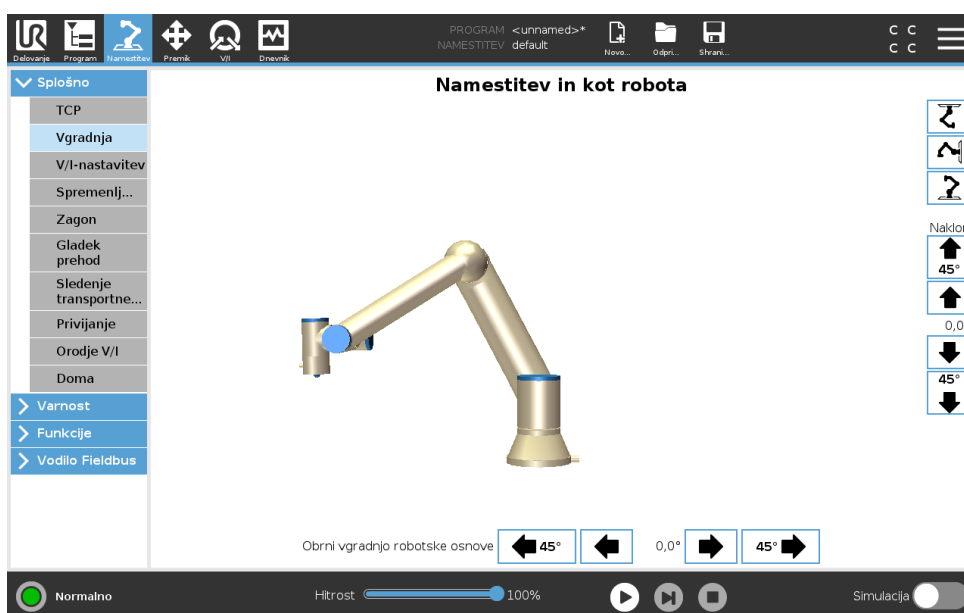 UR
PROGRAM <unnamed>*
NAMESTITEV default
C C
C C
Delovanje Program Namestitev Premik V/I Dnevnik
Novo... Odpri... Shrani...
Splošno
TCP
Vgradnja
V/I-nastavitev
Spremenlj...
Zagon
Gladek
prehod
Sledenje
transportne...
Privijanje
Orodje V/I
Doma
Varnost
Funkcije
Vodilo Fieldbus
Namestitev in kot robota
Naklon
45°
0,0
45°
Obrni vgradnjo robotske osnove 45° 0,0° 45°
Normalno
Hitrost 100%
Simulacija